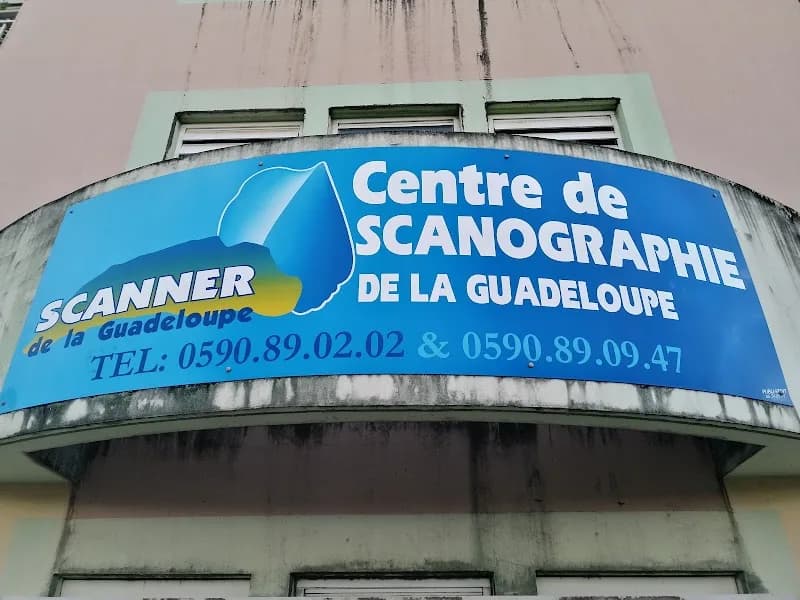 Centre de
SCANOGRAPHIE
DE LA GUADELOUPE
SCANNER
de la Guadeloupe
TEL: 0590.89.02.02 & 0590.89.09.47